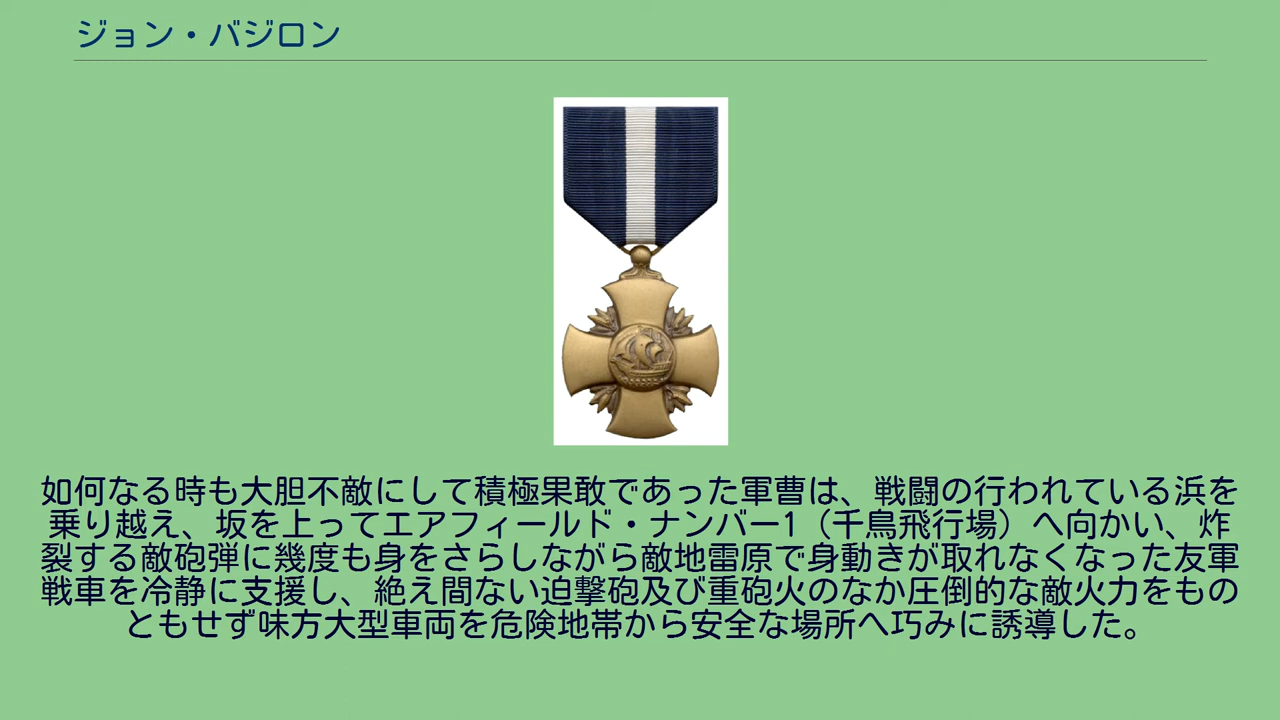 ジョン・バジロン
如何なる時も大胆不敵にして積極果敢であった軍曹は、戦闘の行われている浜を
乗り越え、坂を上ってエアフィールド・ナンバー1（千鳥飛行場）へ向かい、炸
裂する敵砲弾に幾度も身をさらしながら敵地雷原で身動きが取れなくなった友軍
戦車を冷静に支援し、絶え間ない迫撃砲及び重砲火のなか圧倒的な敵火力をもの
ともせず味方大型車両を危険地帯から安全な場所へ巧みに誘導した。